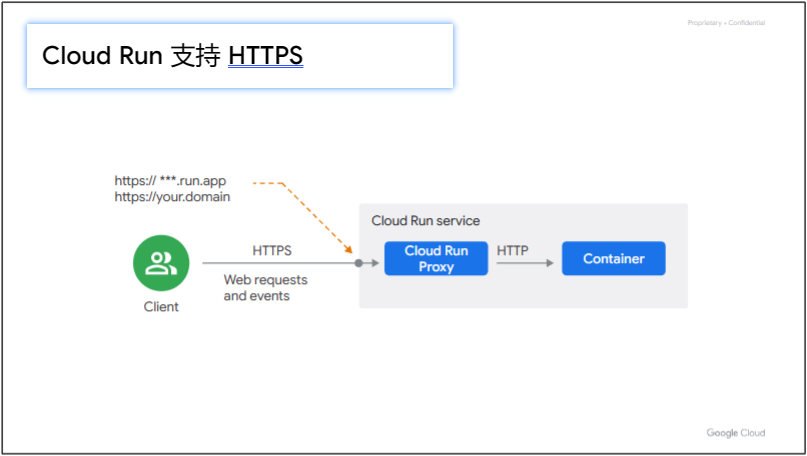 Proprietary + Confidential
Cloud Run 支持 HTTPS
https:// ***.run.app
https://your.domain
Cloud Run service
HTTPS
Cloud Run
Proxy
HTTP
Container
Web requests
and events
Client
Google Cloud